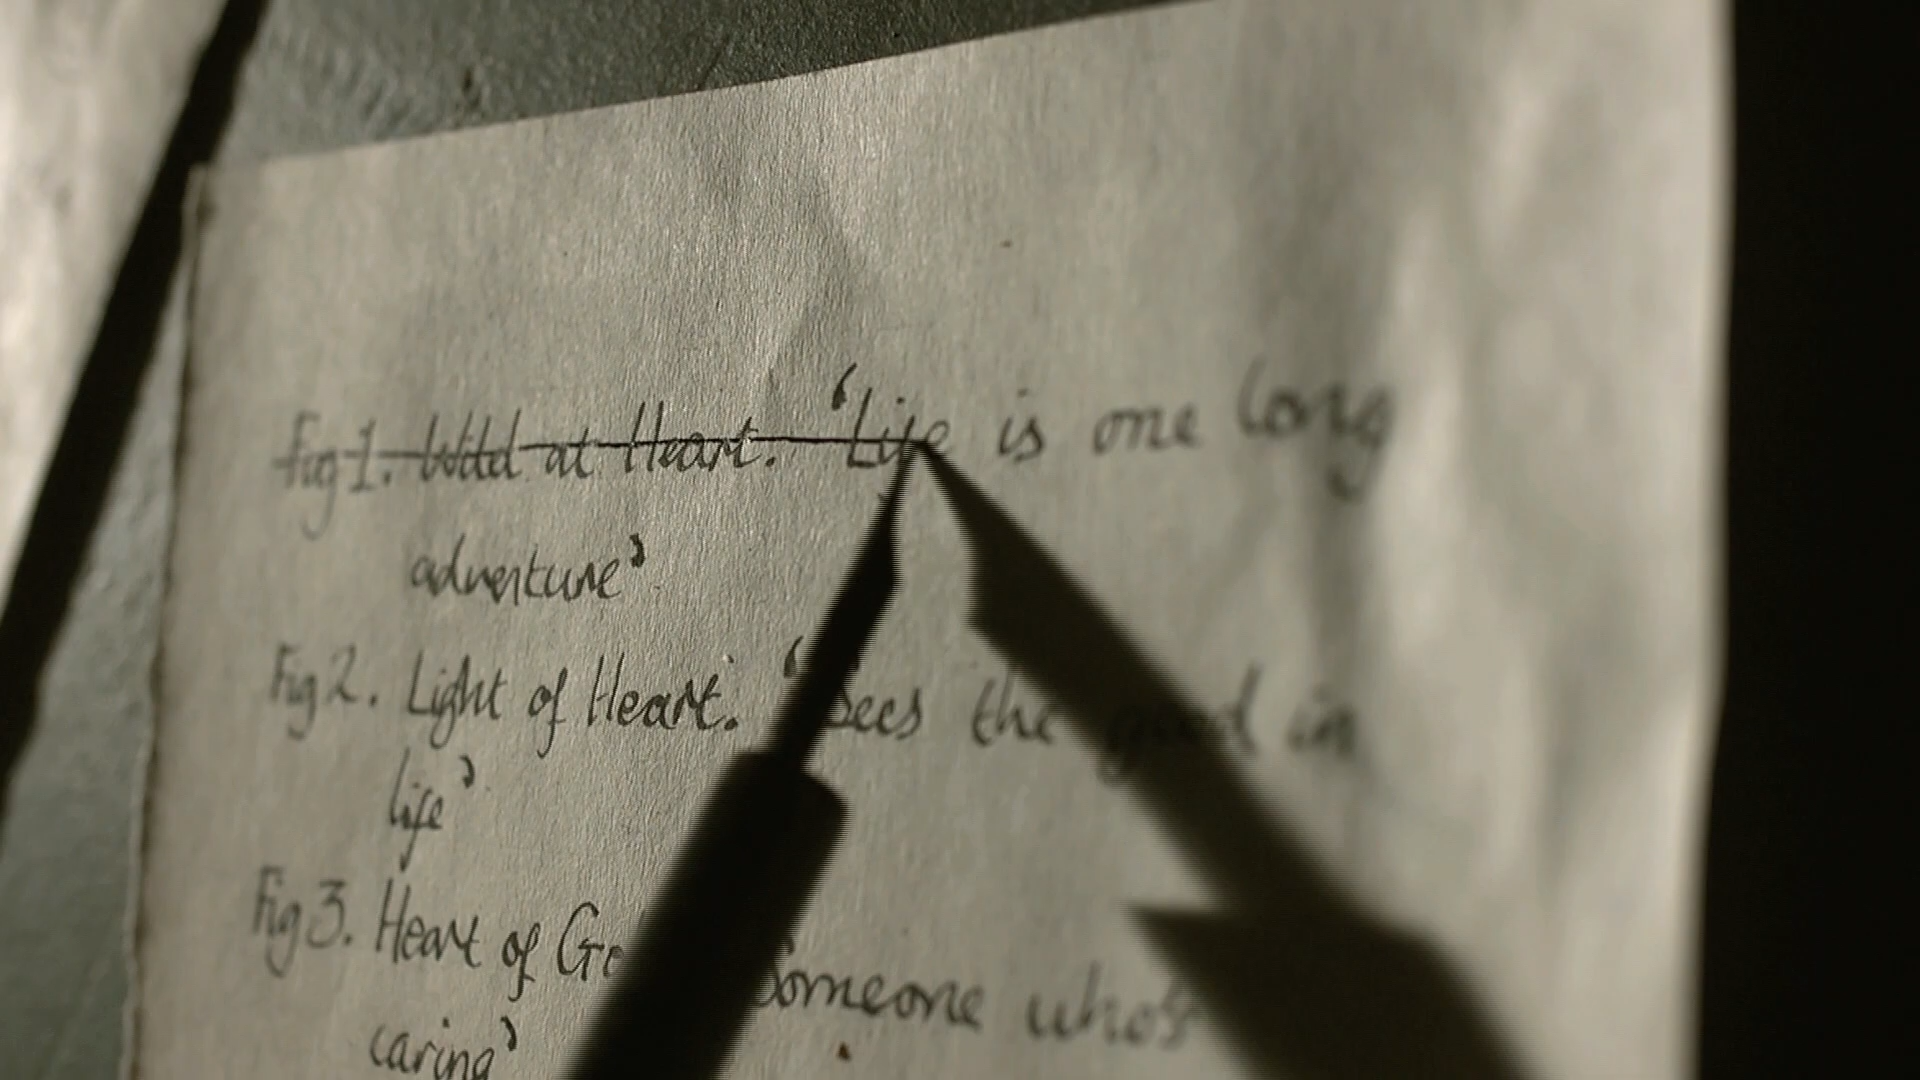 Fig 1. Wild at Heart. 'Life is one long
adventure'
Fig 2. Light of Heart. 'Sees the good in
life'
Fig 3. Heart of Someone who's
caring'